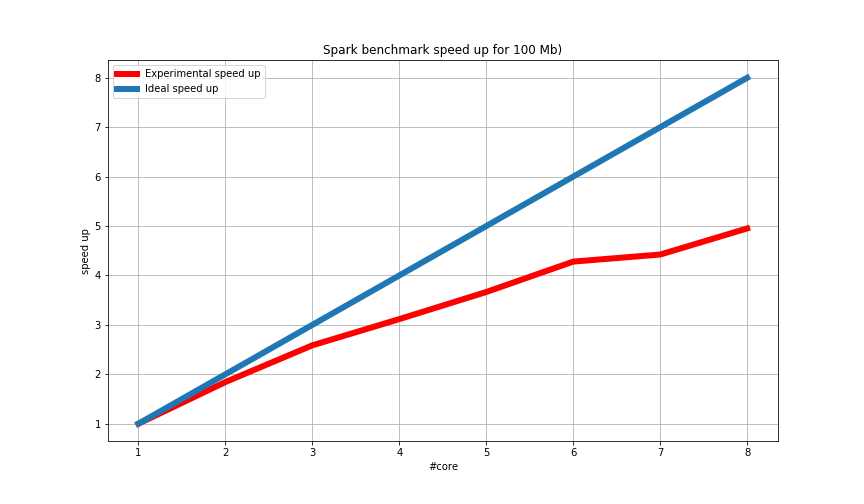 Spark benchmark speed up for 100 Mb)
Experimental speed up
Ideal speed up
8
7
6
5
4
3
2
1
speed up
1 2 3 4 5 6 7 8
#core